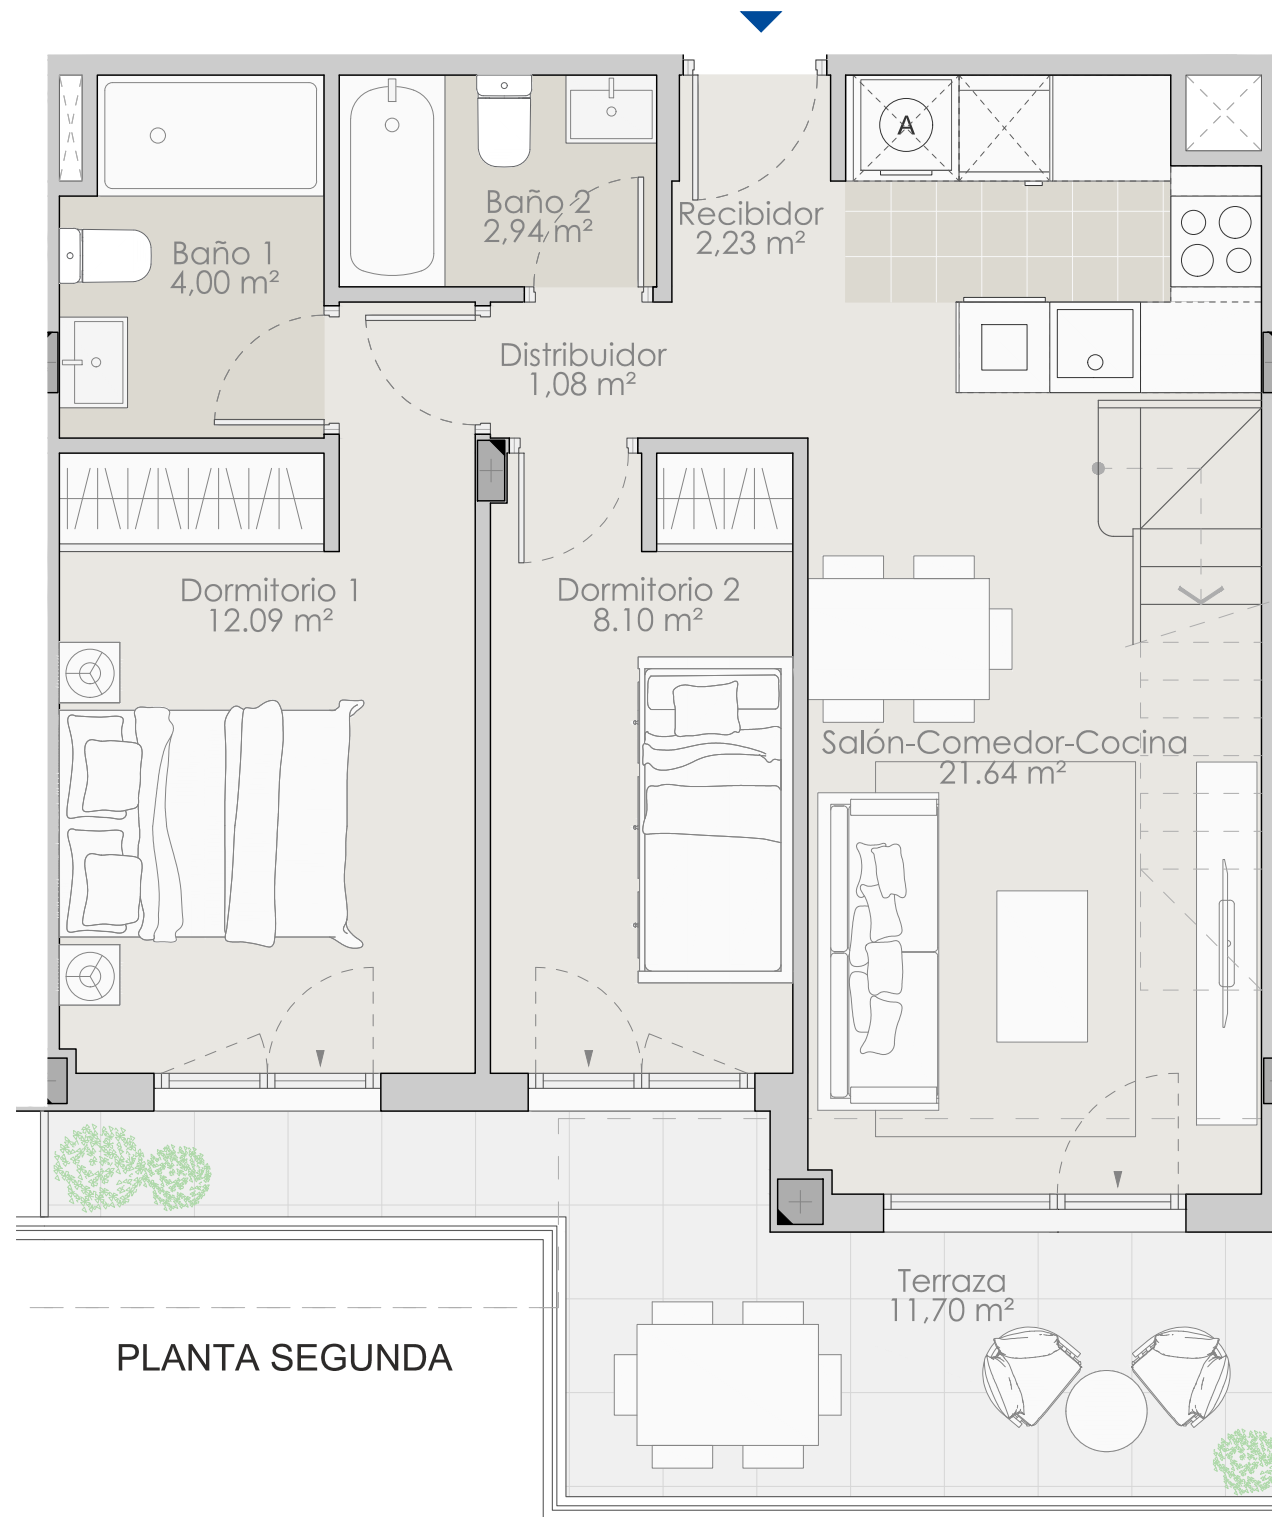 A
Baño 2
2,94 m²
Recibidor
2,23 m²
Baño 1
4,00 m²
Distribuidor
1,08 m²
Dormitorio 1
12.09 m²
Dormitorio 2
8.10 m²
Salón-Comedor-Cocina
21.64 m²
Terraza
11,70 m²
PLANTA SEGUNDA